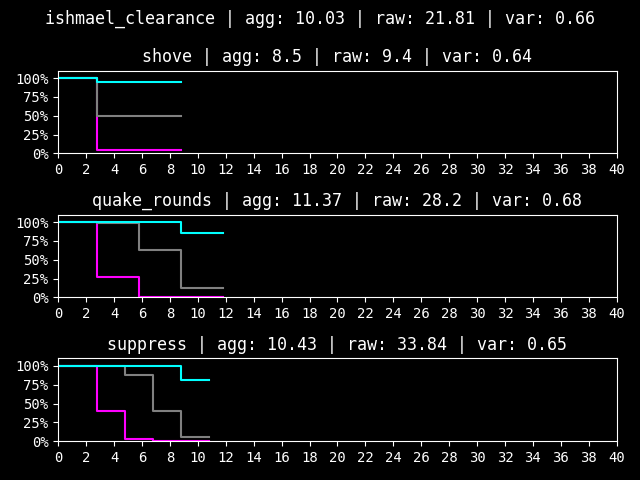 ishmael_clearance | agg: 10.03 | raw: 21.81 | var: 0.66
shove | agg: 8.5 | raw: 9.4 | var: 0.64
100%
75%
50%
25%
0%
0 2 4 6 8 10 12 14 16 18 20 22 24 26 28 30 32 34 36 38 40
quake_rounds | agg: 11.37 | raw: 28.2 | var: 0.68
100%
75%
50%
25%
0%
0 2 4 6 8 10 12 14 16 18 20 22 24 26 28 30 32 34 36 38 40
suppress | agg: 10.43 | raw: 33.84 | var: 0.65
100%
75%
50%
25%
0%
0 2 4 6 8 10 12 14 16 18 20 22 24 26 28 30 32 34 36 38 40